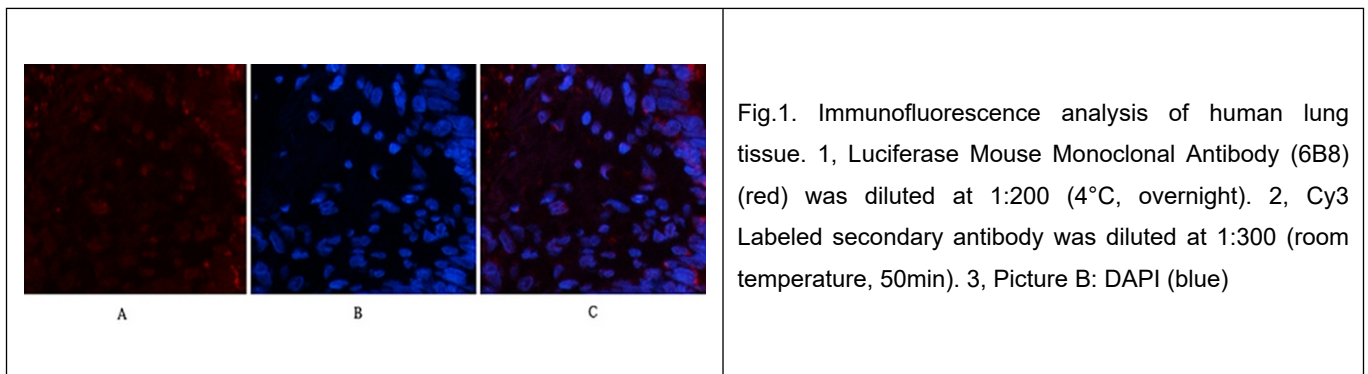 A
B
C
Fig.1. Immunofluorescence analysis of human lung
tissue. 1, Luciferase Mouse Monoclonal Antibody (6B8)
(red) was diluted at 1:200 (4°C, overnight). 2, Cy3
Labeled secondary antibody was diluted at 1:300 (room
temperature, 50min). 3, Picture B: DAPI (blue)